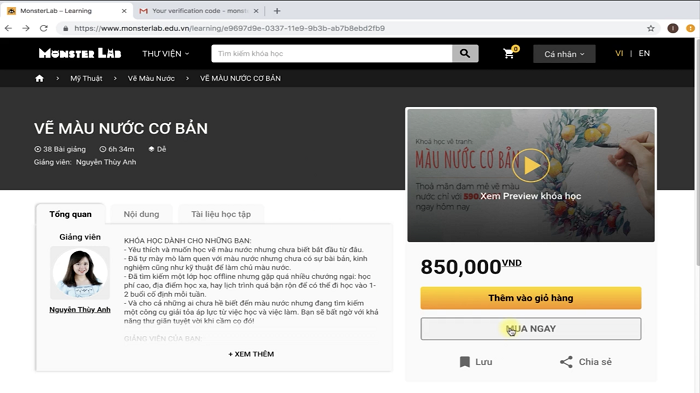 MonsterLab – Learning
Your verification code - monste
https://www.monsterlab.edu.vn/learning/e9697d9e-0337-11e9-9b3b-ab7b8ebd2fb9
MONSTER LAB
THƯ VIỆN
Tìm kiếm khóa học
0
Cá nhân
VI | EN
Mỹ Thuật
Vẽ Màu Nước
VẼ MÀU NƯỚC CƠ BẢN
VẼ MÀU NƯỚC CƠ BẢN
38 Bài giảng
6h 34m
Dễ
Giảng viên: Nguyễn Thùy Anh
Khóa học vẽ tranh:
MÀU NƯỚC CƠ BẢN
Thoả mãn đam mê vẽ màu
nước chỉ với 590
ngay hôm nay
Xem Preview khóa học
Tổng quan
Nội dung
Tài liệu học tập
Giảng viên
Nguyễn Thùy Anh
KHÓA HỌC DÀNH CHO NHỮNG BẠN:
- Yêu thích và muốn học vẽ màu nước nhưng chưa biết bắt đầu từ đâu.
- Đã tự mày mò làm quen với màu nước nhưng chưa có sự bài bản, kinh
nghiệm cũng như kỹ thuật để làm chủ màu nước.
- Đã tìm kiếm một lớp học offline nhưng gặp quá nhiều chướng ngại: học
phí cao, địa điểm học xa, hay lịch trình quá bận rộn để có thể đi học vào 1-
2 buổi cố định mỗi tuần.
- Và cho cả những ai chưa hề biết đến màu nước nhưng đang tìm kiếm
một công cụ giải tỏa áp lực từ việc học và việc làm. Bạn sẽ bất ngờ với khả
năng thư giãn tuyệt vời khi cầm cọ đó!
GIẢNG VIÊN CỦA BẠN:
+ XEM THÊM
850,000VND
Thêm vào giỏ hàng
MUA NGAY
Lưu
Chia sẻ